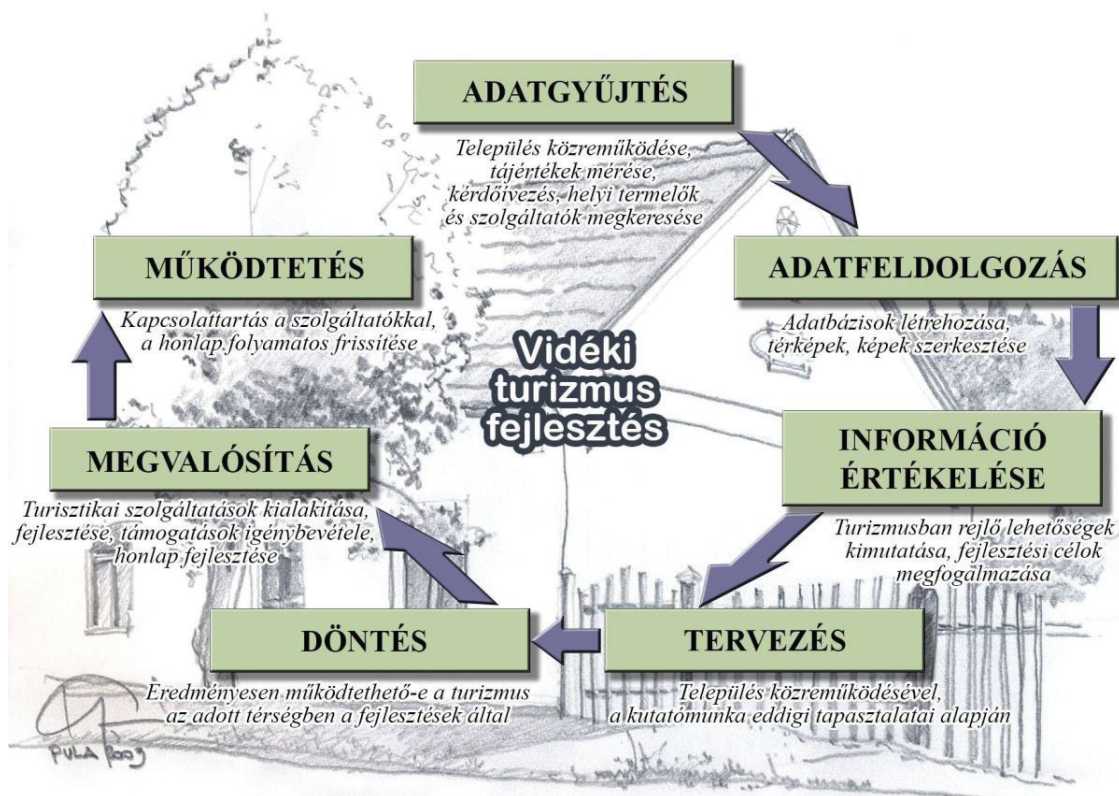 ADATGYŰJTÉS
Település közreműködése,
tájértékek mérése,
kérdőívezés, helyi termelők
és szolgáltatók megkeresése
ADATFELDOLGOZÁS
Adatbázisok létrehozása,
térképek, képek szerkesztése
INFORMÁCIÓ
ÉRTÉKELÉSE
Turizmusban rejlő lehetőségek
kimutatása, fejlesztési célok
megfogalmazása
TERVEZÉS
Település közreműködésével,
a kutatómunka eddigi tapasztalatai alapján
DÖNTÉS
Eredményesen működtethető-e a turizmus
az adott térségben a fejlesztések által
MEGVALÓSÍTÁS
Turisztikai szolgáltatások kialakítása,
fejlesztése, támogatások igénybevétele,
honlap fejlesztése
MŰKÖDTETÉS
Kapcsolattartás a szolgáltatókkal,
a honlap folyamatos frissítése
Vidéki
turizmus
fejlesztés
PULA 2003